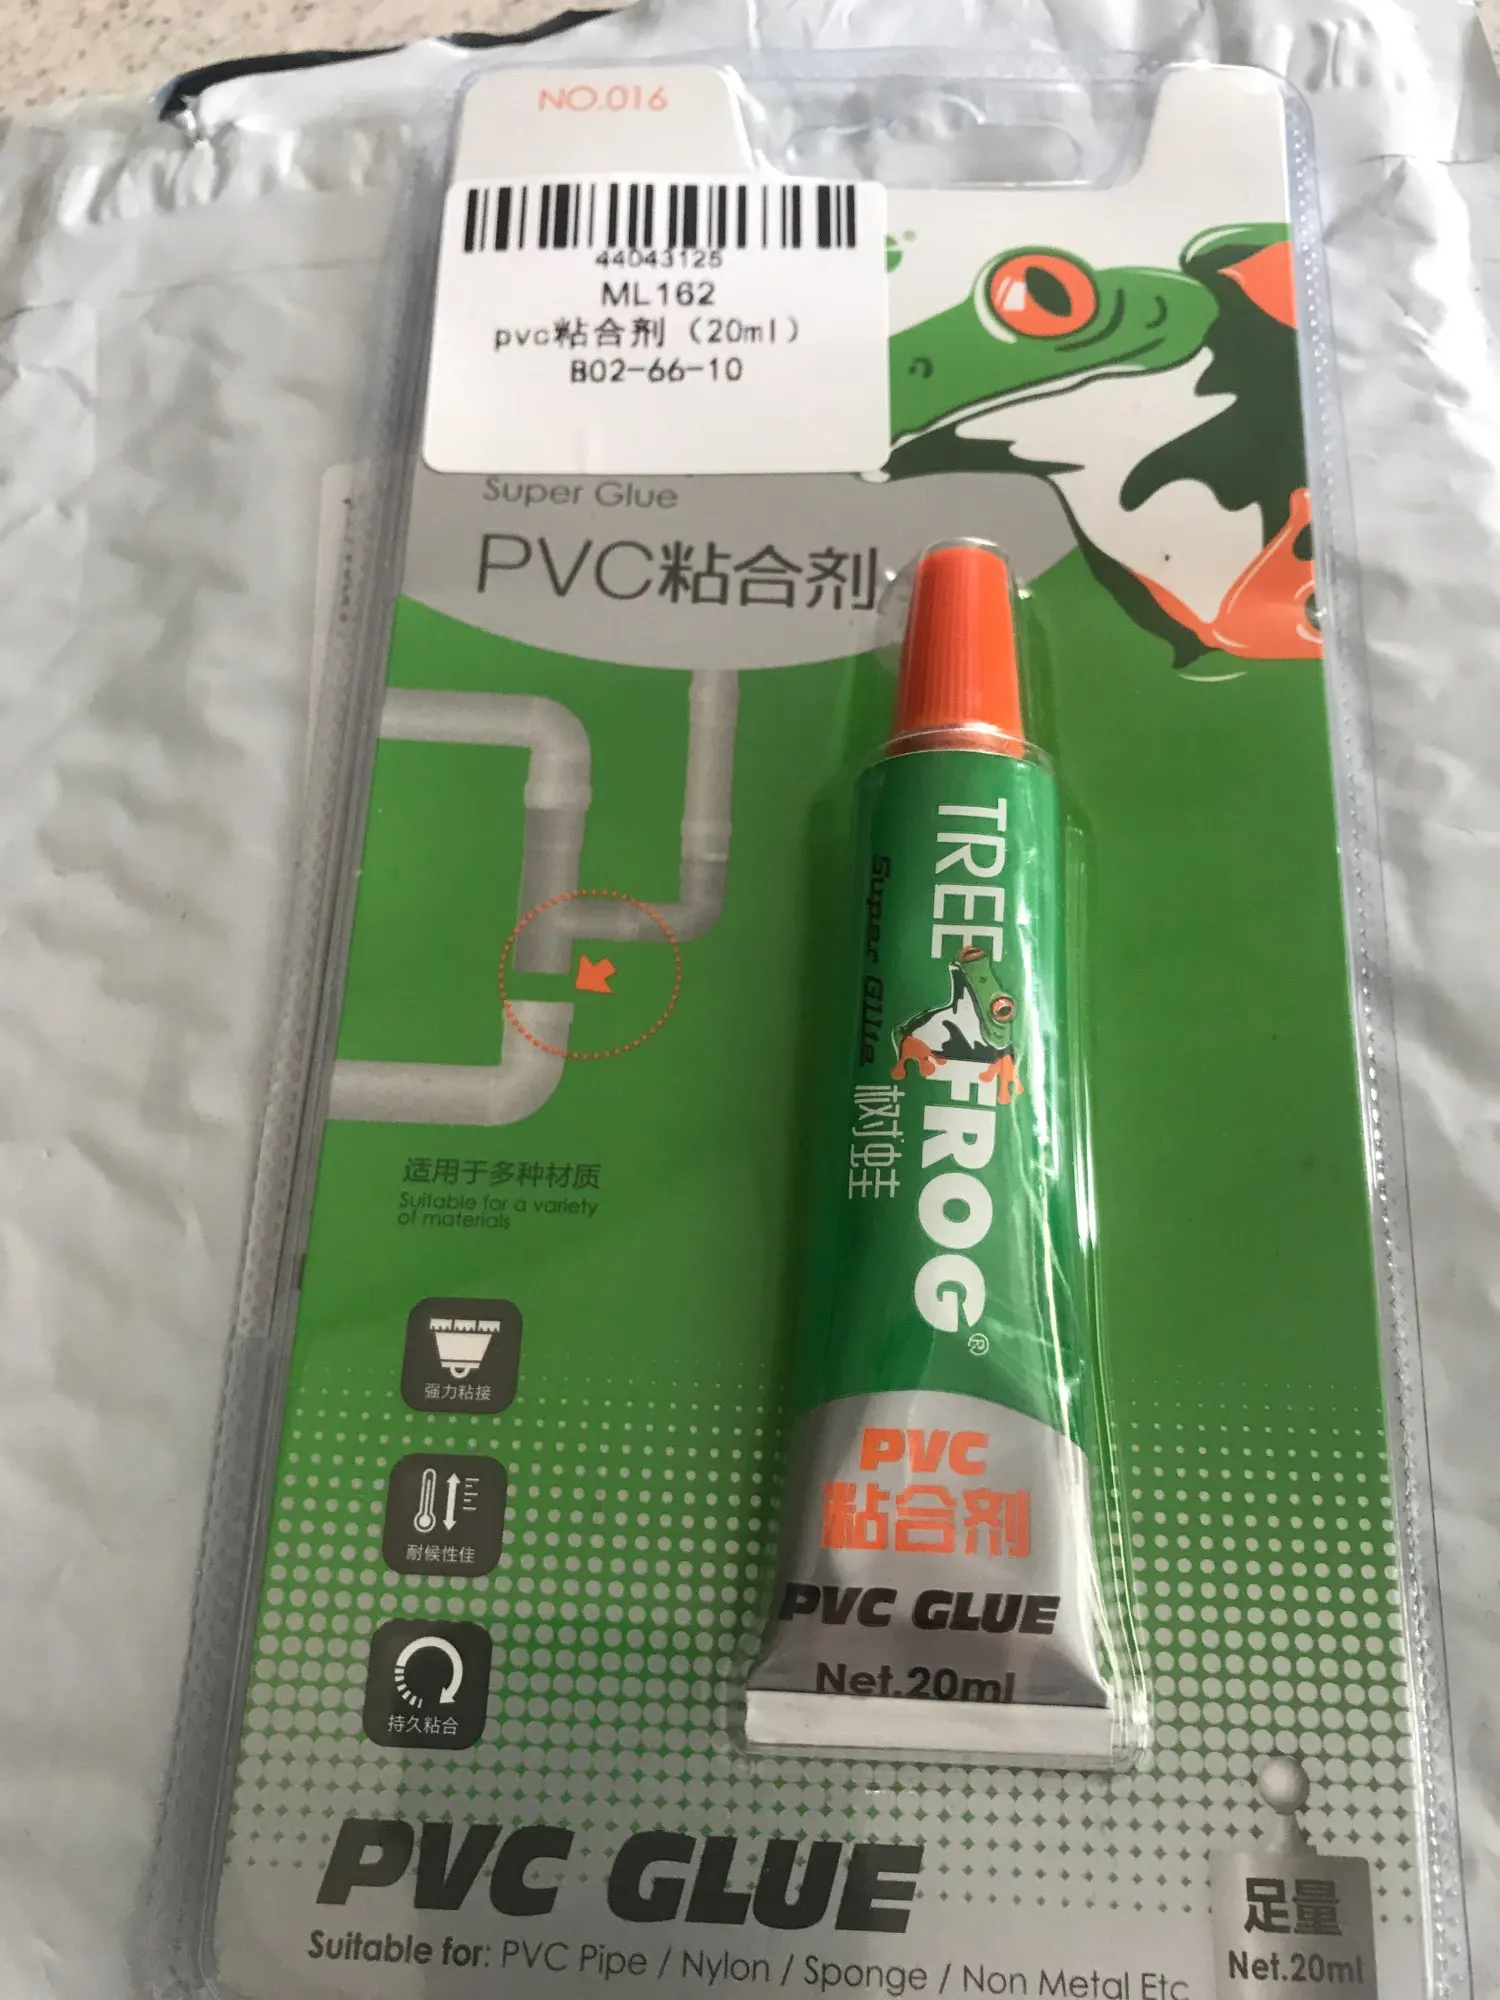 NO.016
44043125
ML162
pvc粘合剂（20ml）
B02-66-10
Super Glue
PVC粘合剂
TREE FROG®
Super Glue 树蛙
适用于多种材质
Suitable for a variety
of materials
强力粘接
耐候性佳
持久粘合
PVC
粘合剂
PVC GLUE
Net.20ml
PVC GLUE
Suitable for: PVC Pipe / Nylon / Sponge / Non Metal Etc
足量
Net.20ml